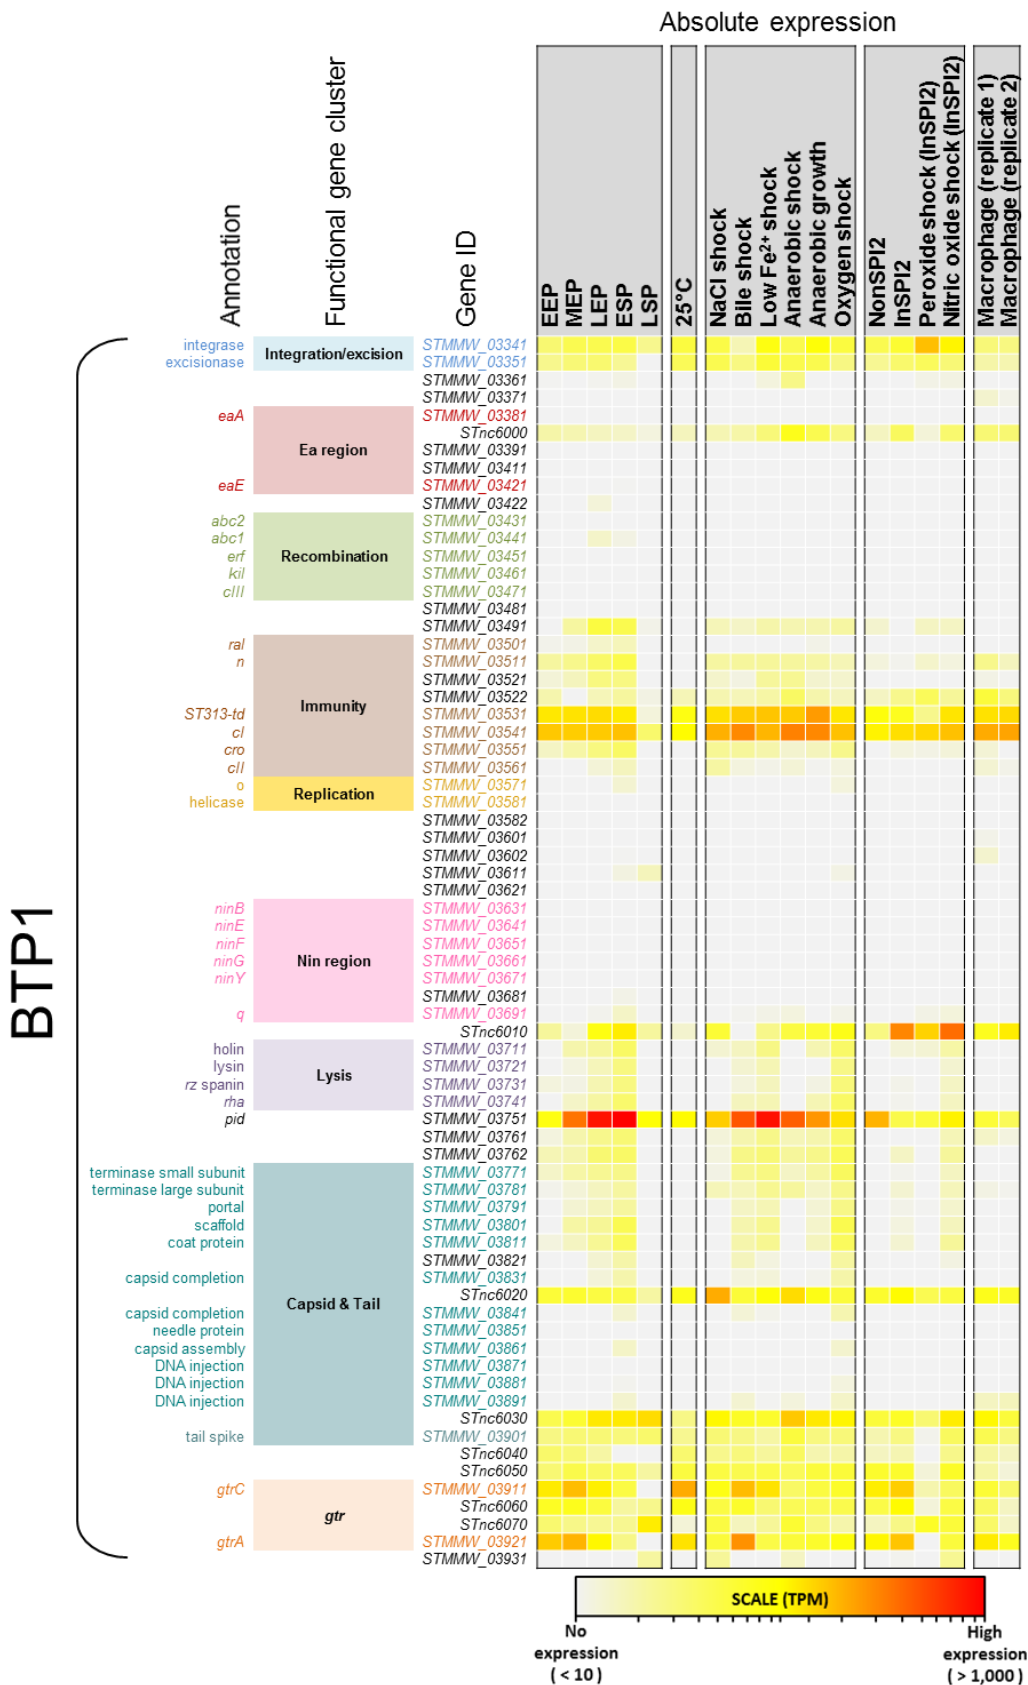 Absolute expression
Annotation
Functional gene cluster
Gene ID
EEP
MEP
LEP
ESP
LSP
25°C
NaCl shock
Bile shock
Low Fe²⁺ shock
Anaerobic shock
Anaerobic growth
Oxygen shock
NonSPI2
InSPI2
Peroxide shock (InSPI2)
Nitric oxide shock (InSPI2)
Macrophage (replicate 1)
Macrophage (replicate 2)
BTP1
integrase Integration/excision STMMW_03341
excisionase STMMW_03351
STMMW_03361
STMMW_03371
eaA STMMW_03381
STnc6000
Ea region STMMW_03391
STMMW_03411
eaE STMMW_03421
STMMW_03422
abc2 STMMW_03431
abc1 STMMW_03441
erf Recombination STMMW_03451
kil STMMW_03461
cIII STMMW_03471
STMMW_03481
STMMW_03491
ral STMMW_03501
n STMMW_03511
STMMW_03521
Immunity STMMW_03522
ST313-td STMMW_03531
cI STMMW_03541
cro STMMW_03551
cII STMMW_03561
o Replication STMMW_03571
helicase STMMW_03581
STMMW_03582
STMMW_03601
STMMW_03602
STMMW_03611
STMMW_03621
ninB STMMW_03631
ninE STMMW_03641
ninF STMMW_03651
ninG Nin region STMMW_03661
ninY STMMW_03671
STMMW_03681
q STMMW_03691
STnc6010
holin STMMW_03711
lysin Lysis STMMW_03721
rz spanin STMMW_03731
rha STMMW_03741
pid STMMW_03751
STMMW_03761
STMMW_03762
terminase small subunit STMMW_03771
terminase large subunit STMMW_03781
portal STMMW_03791
scaffold STMMW_03801
coat protein STMMW_03811
STMMW_03821
capsid completion STMMW_03831
Capsid & Tail STnc6020
capsid completion STMMW_03841
needle protein STMMW_03851
capsid assembly STMMW_03861
DNA injection STMMW_03871
DNA injection STMMW_03881
DNA injection STMMW_03891
STnc6030
tail spike STMMW_03901
STnc6040
STnc6050
gtrC STMMW_03911
gtr STnc6060
STnc6070
gtrA STMMW_03921
STMMW_03931
SCALE (TPM)
No expression ( < 10 )
High expression ( > 1,000 )